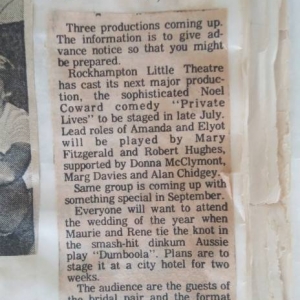 Three productions coming up.
The information is to give ad-
vance notice so that you might
be prepared.
Rockhampton Little Theatre
has cast its next major produc-
tion, the sophisticated Noel
Coward comedy "Private
Lives" to be staged in late July.
Lead roles of Amanda and Elyot
will be played by Mary
Fitzgerald and Robert Hughes,
supported by Donna McClymont,
Marg Davies and Alan Chidgey.
Same group is coming up with
something special in September.
Everyone will want to attend
the wedding of the year when
Maurie and Rene tie the knot in
the smash-hit dinkum Aussie
play "Dumboola". Plans are to
stage it at a city hotel for two
weeks.
The audience are the guests of
the bridal pair and the format